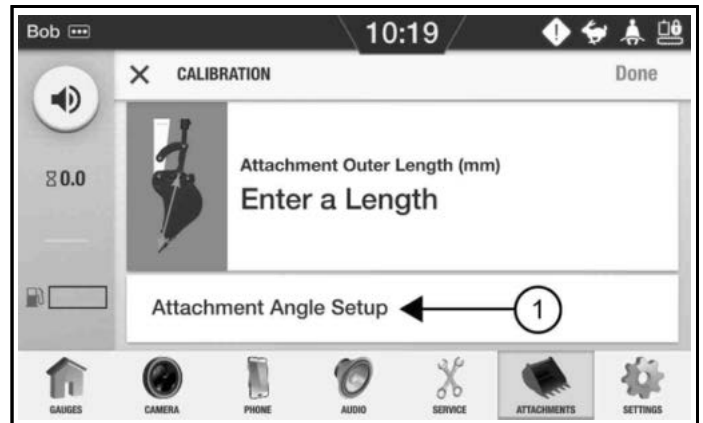 Bob
10:19
CALIBRATION
Done
0.0
Attachment Outer Length (mm)
Enter a Length
Attachment Angle Setup
1
GAUGES
CAMERA
PHONE
AUDIO
SERVICE
ATTACHMENTS
SETTINGS